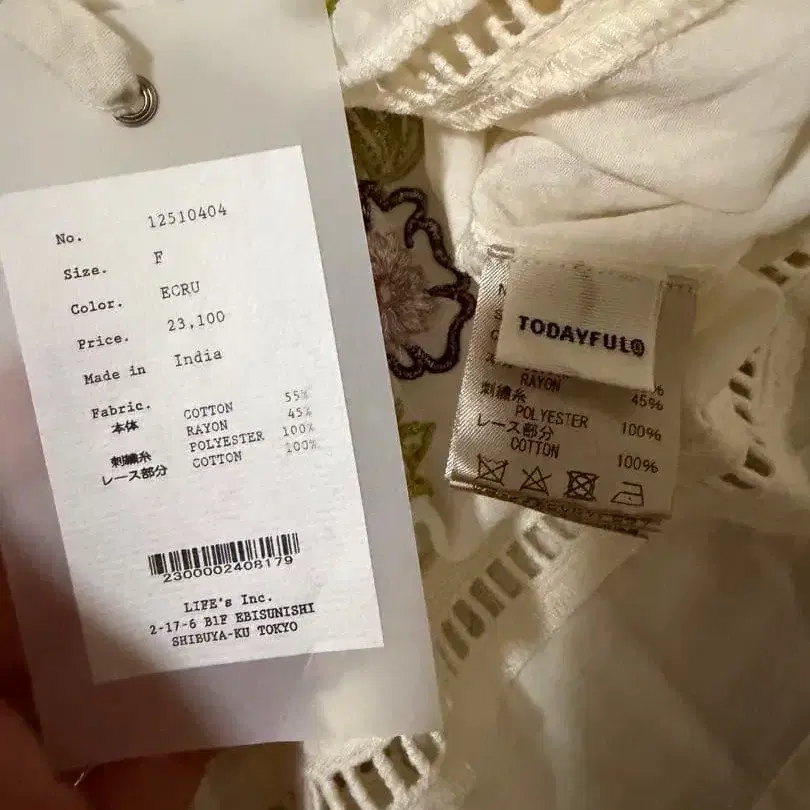 No. 12510404
Size. F
Color. ECRU
Price. 23,100
Made in India
Fabric.
本体 COTTON 55%
RAYON 45%
刺繍糸 POLYESTER 100%
レース部分 COTTON 100%
2300002408179
LIFE's Inc.
2-17-6 B1F EBISUNISHI
SHIBUYA-KU TOKYO
TODAYFUL®
RAYON 45%
刺繍糸
POLYESTER 100%
レース部分
COTTON 100%